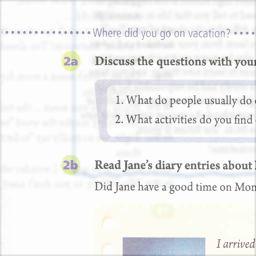 Where did you go on vacation?
2a Discuss the questions with your
1. What do people usually do
2. What activities do you find
2b Read Jane's diary entries about
Did Jane have a good time on Mon
I arrived